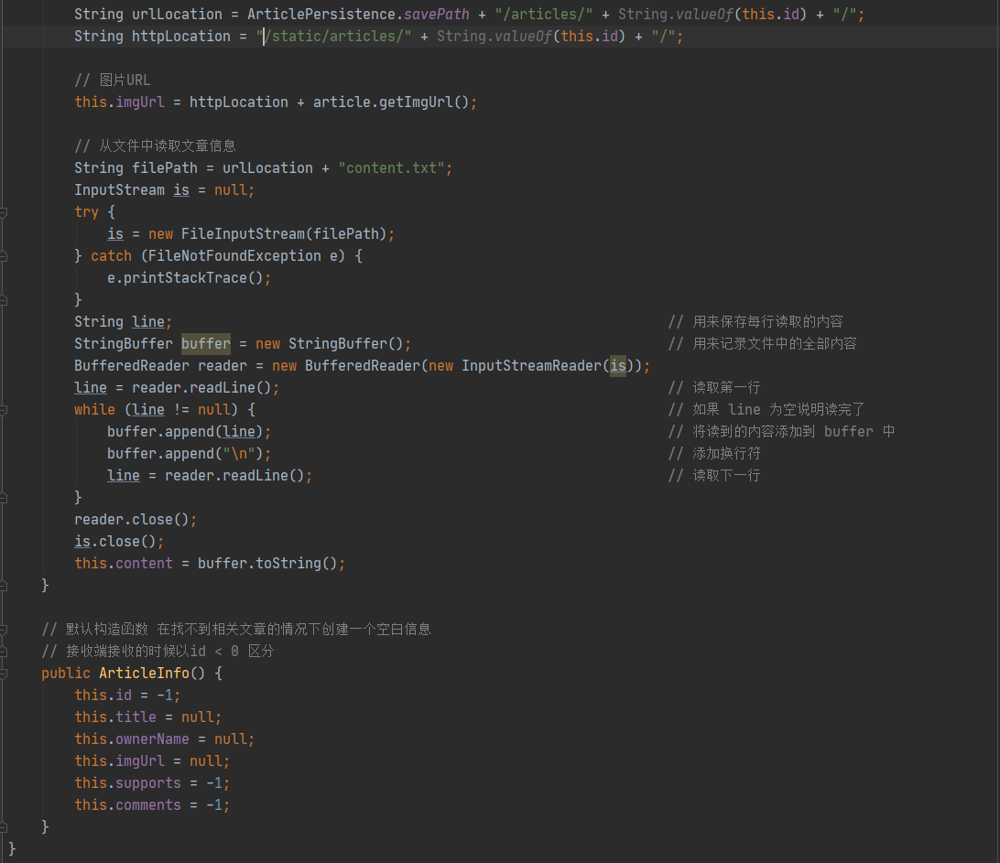 String urlLocation = ArticlePersistence.savePath + "/articles/" + String.valueOf(this.id) + "/";
String httpLocation = "/static/articles/" + String.valueOf(this.id) + "/";
// 图片URL
this.imgUrl = httpLocation + article.getImgUrl();
// 从文件中读取文章信息
String filePath = urlLocation + "content.txt";
InputStream is = null;
try {
is = new FileInputStream(filePath);
} catch (FileNotFoundException e) {
e.printStackTrace();
}
String line; // 用来保存每行读取的内容
StringBuffer buffer = new StringBuffer(); // 用来记录文件中的全部内容
BufferedReader reader = new BufferedReader(new InputStreamReader(is));
line = reader.readLine(); // 读取第一行
while (line != null) { // 如果 line 为空说明读完了
buffer.append(line); // 将读到的内容添加到 buffer 中
buffer.append("\n"); // 添加换行符
line = reader.readLine(); // 读取下一行
}
reader.close();
is.close();
this.content = buffer.toString();
}
// 默认构造函数 在找不到相关文章的情况下创建一个空白信息
// 接收端接收的时候以id < 0 区分
public ArticleInfo() {
this.id = -1;
this.title = null;
this.ownerName = null;
this.imgUrl = null;
this.supports = -1;
this.comments = -1;
}
}